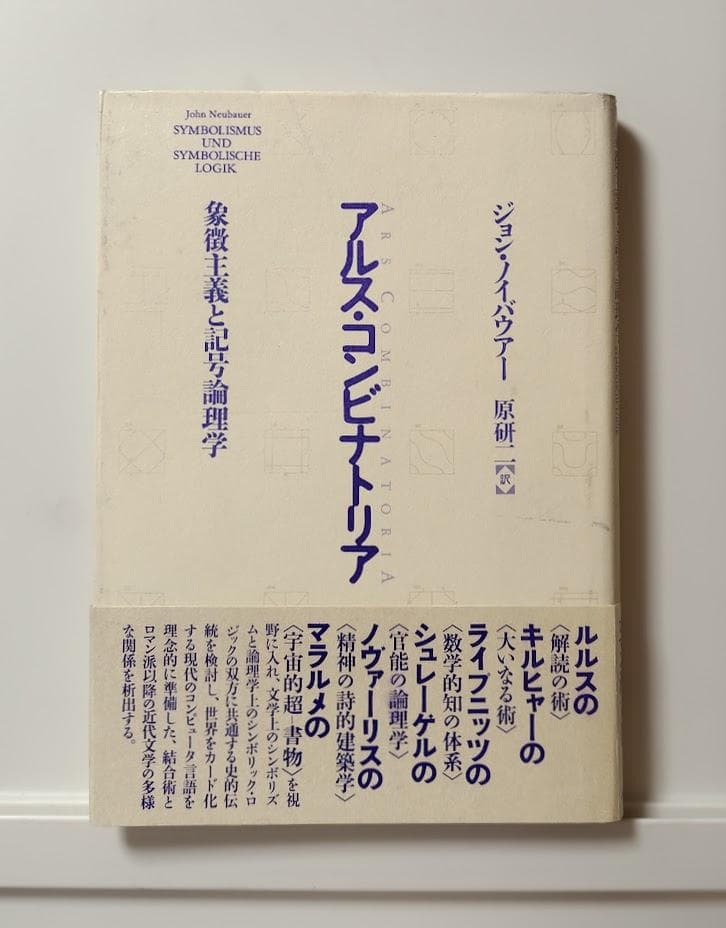 John Neubauer
SYMBOLISMUS
UND
SYMBOLISCHE
LOGIK
ジョン・ノイバウアー 原研二【訳】
ARS COMBINATORIA
アルス・コンビナトリア
象徴主義と記号論理学
ルルスの
〈解読の術〉
キルヒャーの
〈大いなる術〉
ライプニッツの
〈数学的知の体系〉
シュレーゲルの
〈官能の論理学〉
ノヴァーリスの
〈精神の詩的建築学〉
マラルメの
〈宇宙的超―書物〉を視
野に入れ、文学上のシンボリズ
ムと論理学上のシンボリック・ロ
ジックの双方に共通する史的伝
統を検討し、世界をカード化
する現代のコンピュータ言語を
理念的に準備した、結合術と
ロマン派以降の近代文学の多様
な関係を析出する。